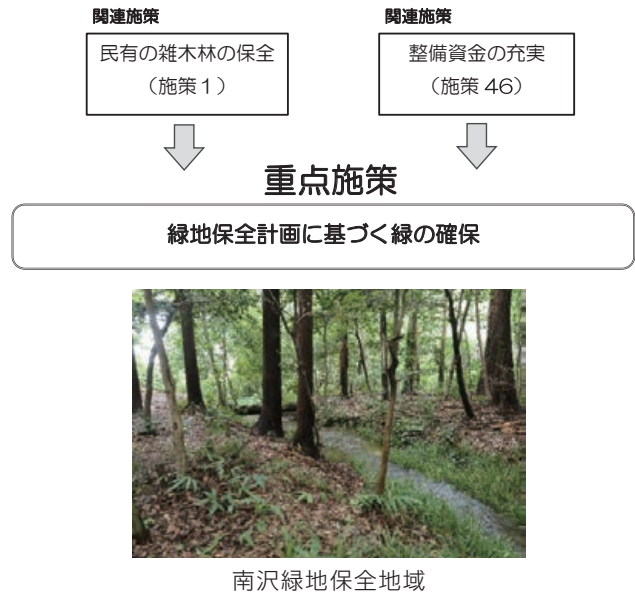 関連施策
関連施策
民有の雑木林の保全
（施策１）
整備資金の充実
（施策 46）
重点施策
緑地保全計画に基づく緑の確保
南沢緑地保全地域